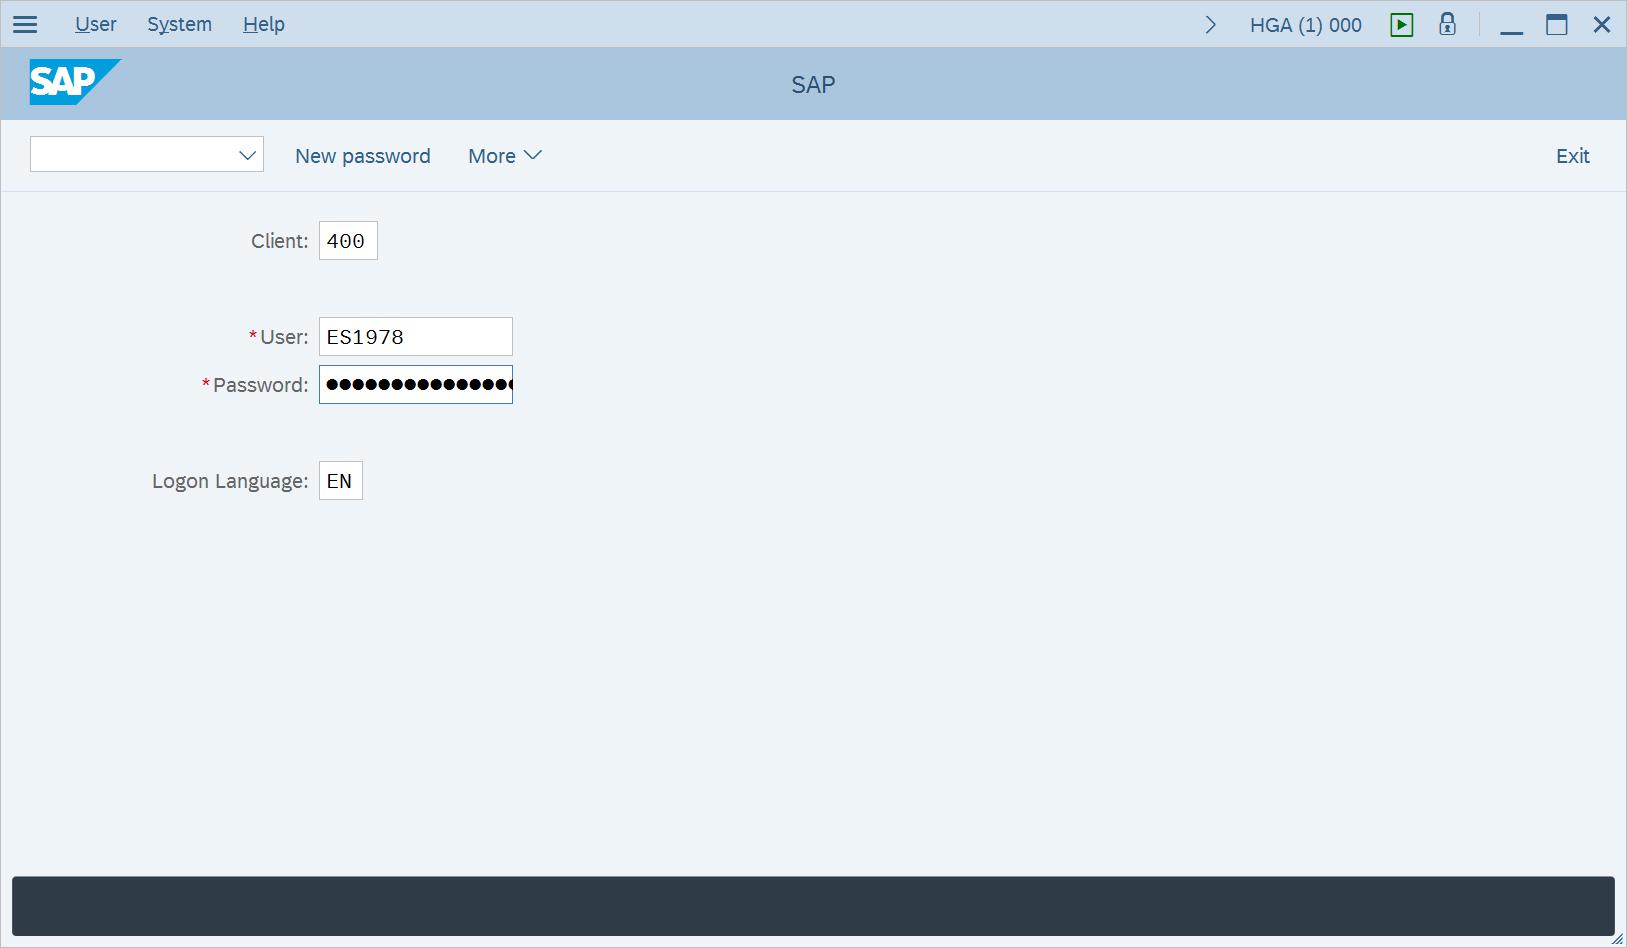 User System Help HGA (1) 000
SAP SAP
New password More Exit
Client: 400
*User: ES1978
*Password: ●●●●●●●●●●●●●●●
Logon Language: EN